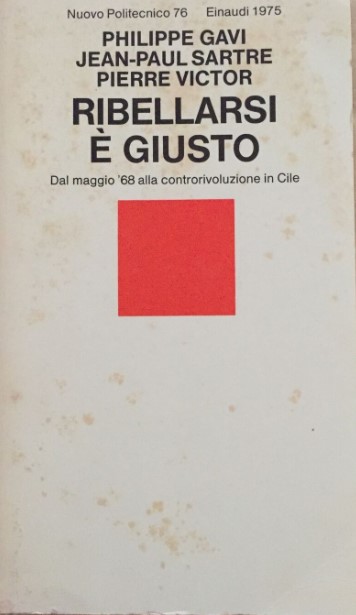 Nuovo Politecnico 76 Einaudi 1975
PHILIPPE GAVI
JEAN-PAUL SARTRE
PIERRE VICTOR
RIBELLARSI
È GIUSTO
Dal maggio '68 alla controrivoluzione in Cile